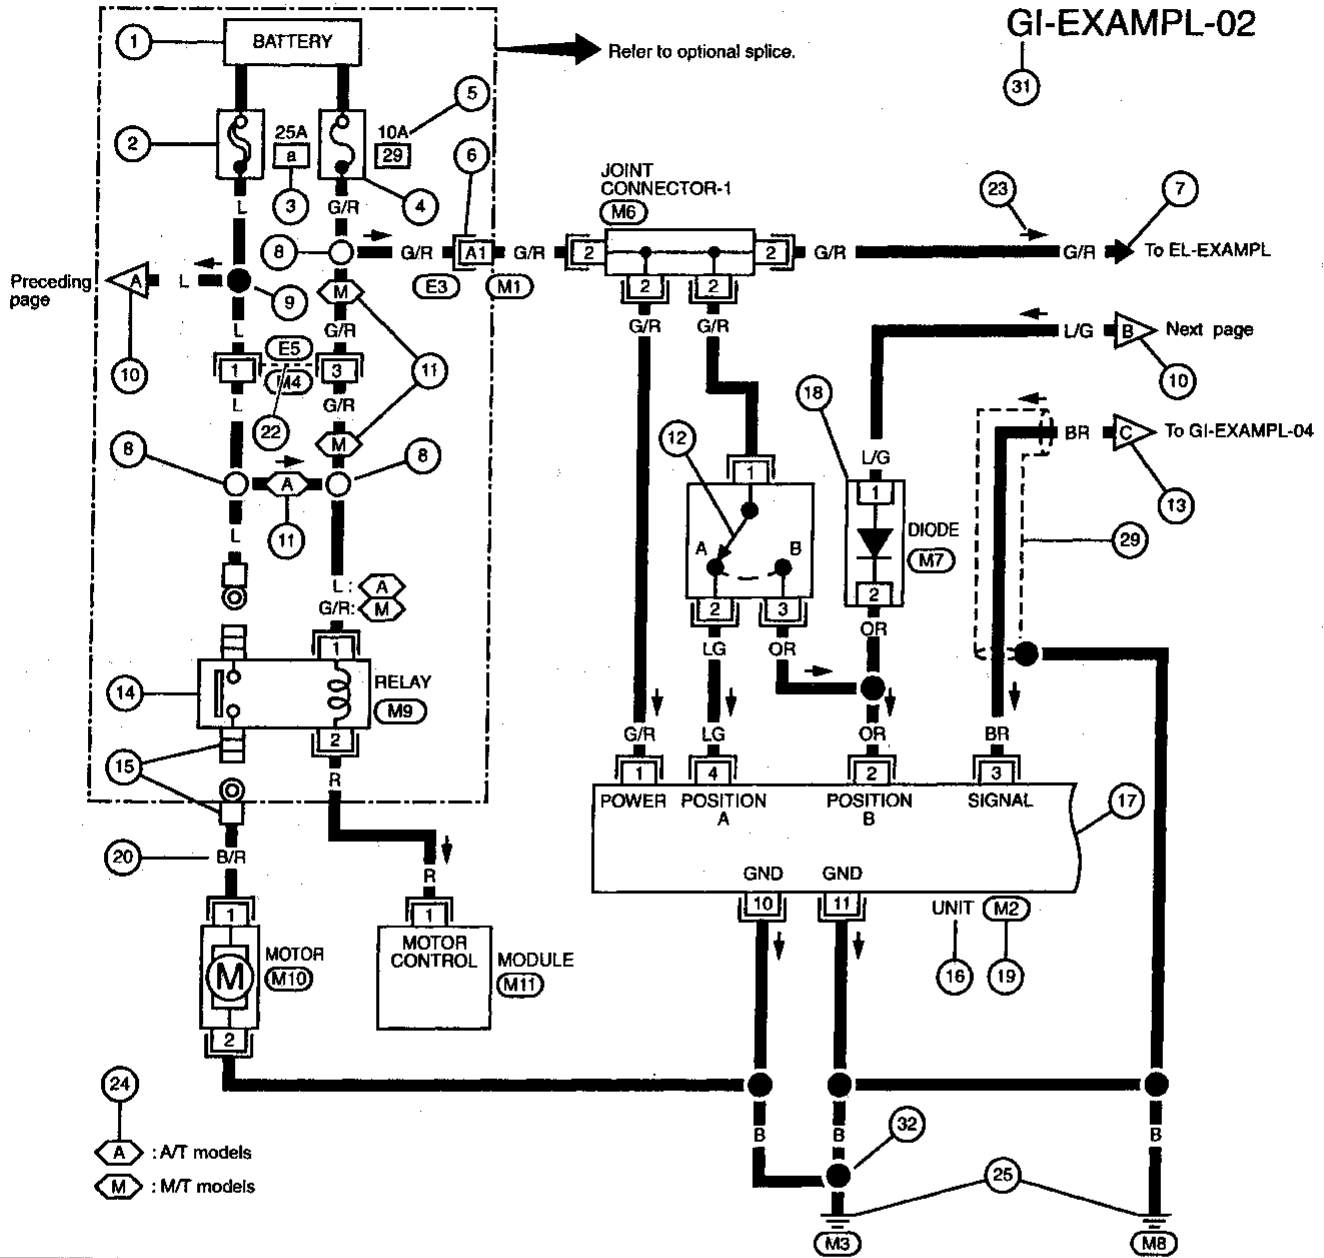 GI-EXAMPL-02
31
1
BATTERY
Refer to optional splice.
5
2
25A
a
10A
29
6
3
4
JOINT
CONNECTOR-1
M6
23
7
L
G/R
8
G/R
A1
G/R
2
2
G/R
G/R
To EL-EXAMPL
E3
M1
Preceding
page
A
L
9
M
2
2
10
L
G/R
G/R
G/R
L/G
B
Next page
10
E5
1
3
M4
11
L
G/R
22
M
18
12
BR
C
To GI-EXAMPL-04
13
8
A
8
1
L/G
L
11
1
A
B
DIODE
M7
29
L :
A
G/R:
M
2
3
2
LG
OR
OR
1
14
RELAY
M9
2
15
R
G/R
LG
OR
BR
1
4
2
3
POWER
POSITION
A
POSITION
B
SIGNAL
17
20
B/R
R
GND
GND
10
11
UNIT
M2
1
1
MOTOR
CONTROL
MODULE
M11
MOTOR
M10
M
16
19
2
24
A
: A/T models
M
: M/T models
B
B
32
B
25
M3
M8